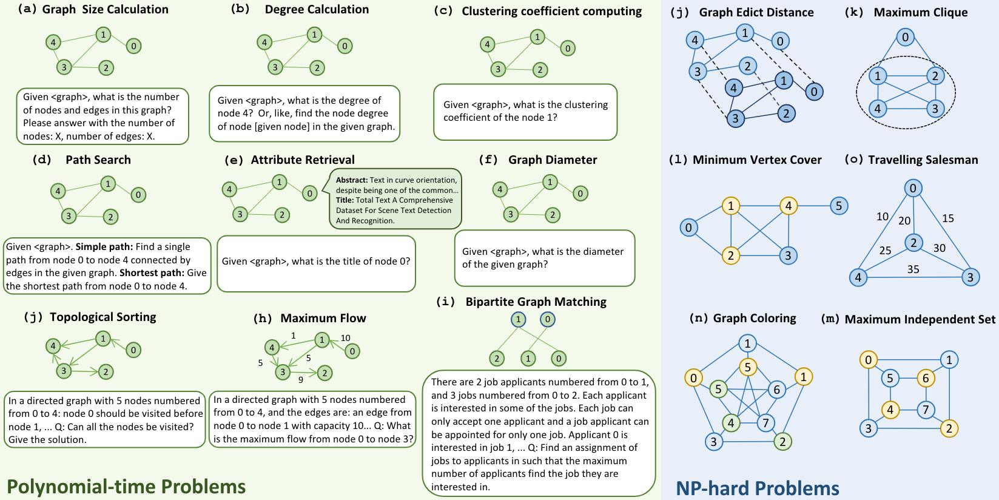 (a) Graph Size Calculation
4
1
0
3
2
Given <graph>, what is the number
of nodes and edges in this graph?
Please answer with the number of
nodes: X, number of edges: X.
(b) Degree Calculation
4
1
0
3
2
Given <graph>, what is the degree of
node 4? Or, like, find the node degree
of node [given node] in the given graph.
(c) Clustering coefficient computing
4
1
0
3
2
Given <graph>, what is the clustering
coefficient of the node 1?
(d) Path Search
4
1
0
3
2
Given <graph>. Simple path: Find a single
path from node 0 to node 4 connected by
edges in the given graph. Shortest path: Give
the shortest path from node 0 to node 4.
(e) Attribute Retrieval
4
1
0
3
2
Abstract: Text in curve orientation,
despite being one of the common...
Title: Total Text A Comprehensive
Dataset For Scene Text Detection
And Recognition.
Given <graph>, what is the title of node 0?
(f) Graph Diameter
4
1
0
3
2
Given <graph>, what is the diameter
of the given graph?
(j) Topological Sorting
4
1
0
3
2
In a directed graph with 5 nodes numbered
from 0 to 4: node 0 should be visited before
node 1, ... Q: Can all the nodes be visited?
Give the solution.
(h) Maximum Flow
1
10
4
1
0
5
5
3
2
9
In a directed graph with 5 nodes numbered
from 0 to 4, and the edges are: an edge from
node 0 to node 1 with capacity 10... Q: What
is the maximum flow from node 0 to node 3?
(i) Bipartite Graph Matching
1 0
2 1 0
There are 2 job applicants numbered from 0 to 1,
and 3 jobs numbered from 0 to 2. Each applicant
is interested in some of the jobs. Each job can
only accept one applicant and a job applicant can
be appointed for only one job. Applicant 0 is
interested in job 1, ... Q: Find an assignment of
jobs to applicants in such that the maximum
number of applicants find the job they are
interested in.
Polynomial-time Problems
(j) Graph Edict Distance
4
1
0
3
2
4
1
0
3
2
(k) Maximum Clique
0
1 2
4 3
(l) Minimum Vertex Cover
1 4 5
0
2 3
(o) Travelling Salesman
0
10 20 15
2
25 30
35
4 3
(n) Graph Coloring
1
5
0 1
5 6
4 7
3 2
(m) Maximum Independent Set
0 1
5 6
4 7
3 2
NP-hard Problems